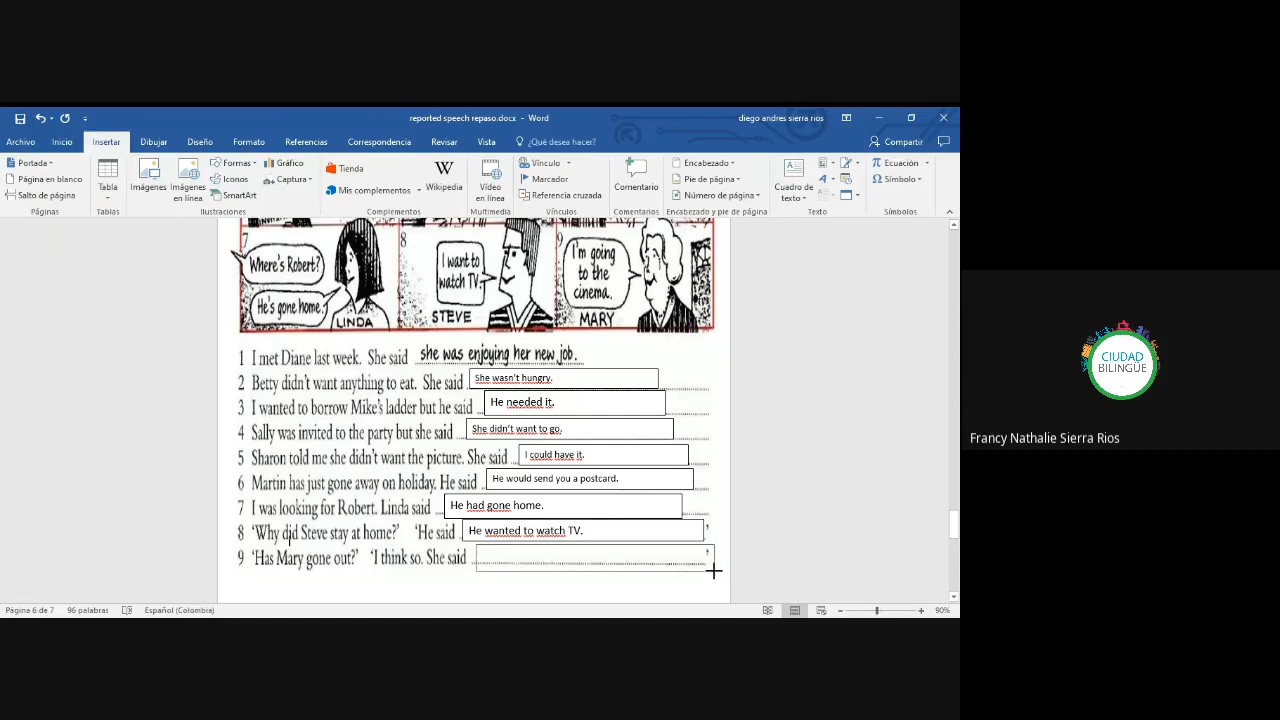 reported speech repaso.docx - Word
diego andres sierra rios
Archivo Inicio Insertar Dibujar Diseño Formato Referencias Correspondencia Revisar Vista ¿Qué desea hacer? Compartir
Portada
Página en blanco
Salto de página
Páginas
Tabla
Tablas
Imágenes
Imágenes en línea
Formas
Iconos
SmartArt
Gráfico
Captura
Ilustraciones
Tienda
Mis complementos
Wikipedia
Complementos
Vídeo en línea
Multimedia
Vínculo
Marcador
Referencia cruzada
Vínculos
Comentario
Comentarios
Encabezado
Pie de página
Número de página
Encabezado y pie de página
Cuadro de texto
Texto
Ecuación
Símbolo
Símbolos
7
Where's Robert?
He's gone home.
LINDA
8
I want to
watch TV.
STEVE
9
I'm going
to the
cinema.
MARY
1 I met Diane last week. She said she was enjoying her new job.
2 Betty didn't want anything to eat. She said She wasn't hungry.
3 I wanted to borrow Mike's ladder but he said He needed it.
4 Sally was invited to the party but she said She didn't want to go.
5 Sharon told me she didn't want the picture. She said I could have it.
6 Martin has just gone away on holiday. He said He would send you a postcard.
7 I was looking for Robert. Linda said He had gone home.
8 'Why did Steve stay at home?' 'He said He wanted to watch TV. '
9 'Has Mary gone out?' 'I think so. She said '
Página 6 de 7 96 palabras Español (Colombia) 90%
CIUDAD
BILINGÜE
Francy Nathalie Sierra Rios